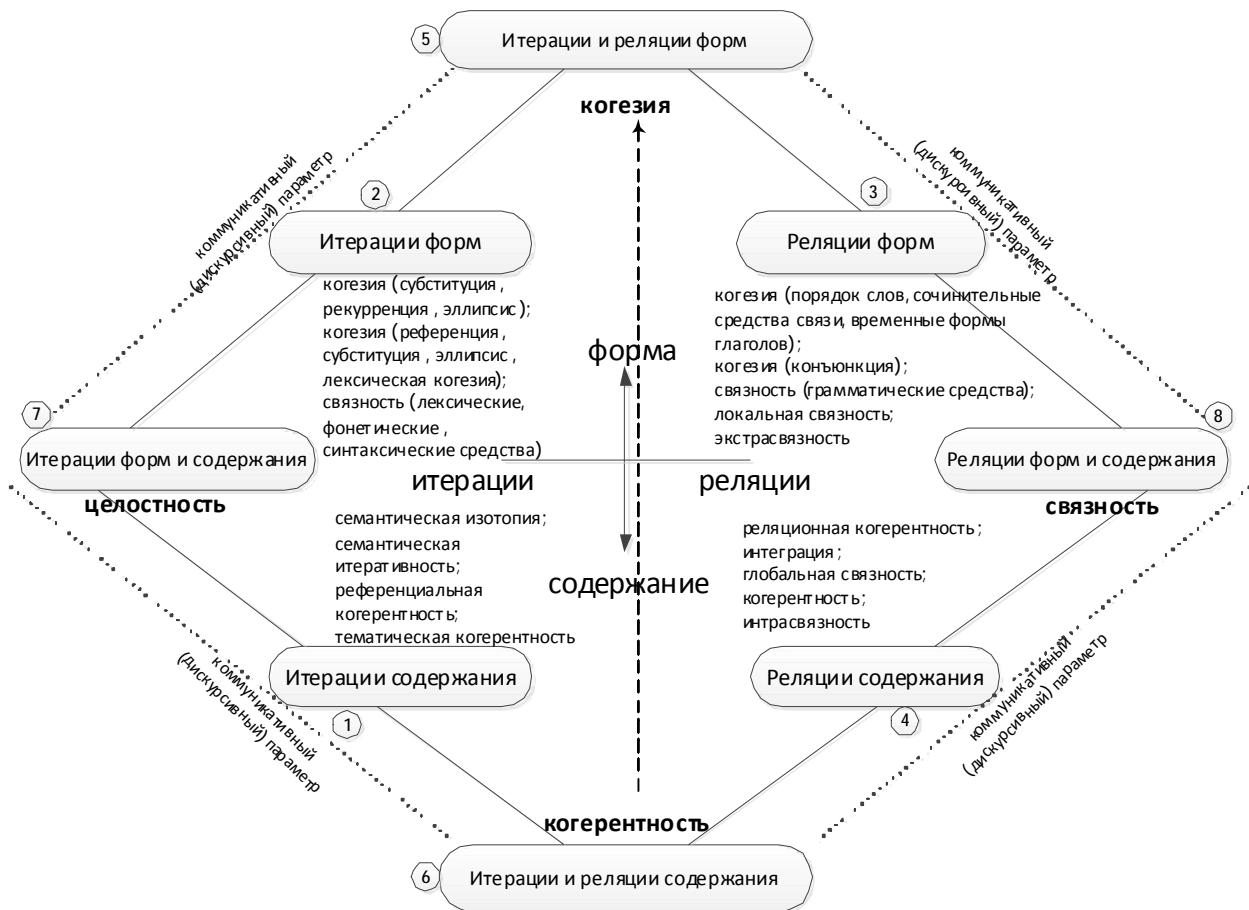 5
Итерации и реляции форм
когезия
коммуникативный
(дискурсивный) параметр
коммуникативный
(дискурсивный) параметр
2
Итерации форм
3
Реляции форм
когезия (субституция,
рекурренция, эллипсис);
когезия (референция,
субституция, эллипсис,
лексическая когезия);
связность (лексические,
фонетические,
синтаксические средства)
когезия (порядок слов, сочинительные
средства связи, временные формы
глаголов);
когезия (конъюнкция);
связность (грамматические средства);
локальная связность;
экстрасвязность
форма
7
Итерации форм и содержания
целостность
8
Реляции форм и содержания
связность
итерации
реляции
семантическая изотопия;
семантическая
итеративность;
референциальная
когерентность;
тематическая когерентность
реляционная когерентность;
интеграция;
глобальная связность;
когерентность;
интрасвязность
содержание
Итерации содержания
1
Реляции содержания
4
коммуникативный
(дискурсивный) параметр
коммуникативный
(дискурсивный) параметр
когерентность
6
Итерации и реляции содержания